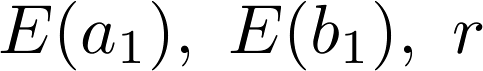 E(a₁), E(b₁), r